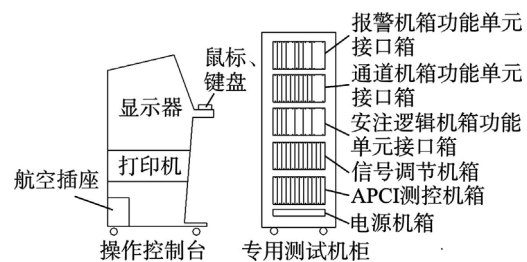 报警机箱功能单元
接口箱
鼠标、
键盘
通道机箱功能单元
接口箱
显示器
安注逻辑机箱功能
单元接口箱
打印机
信号调节机箱
航空插座
APCI测控机箱
电源机箱
操作控制台
专用测试机柜